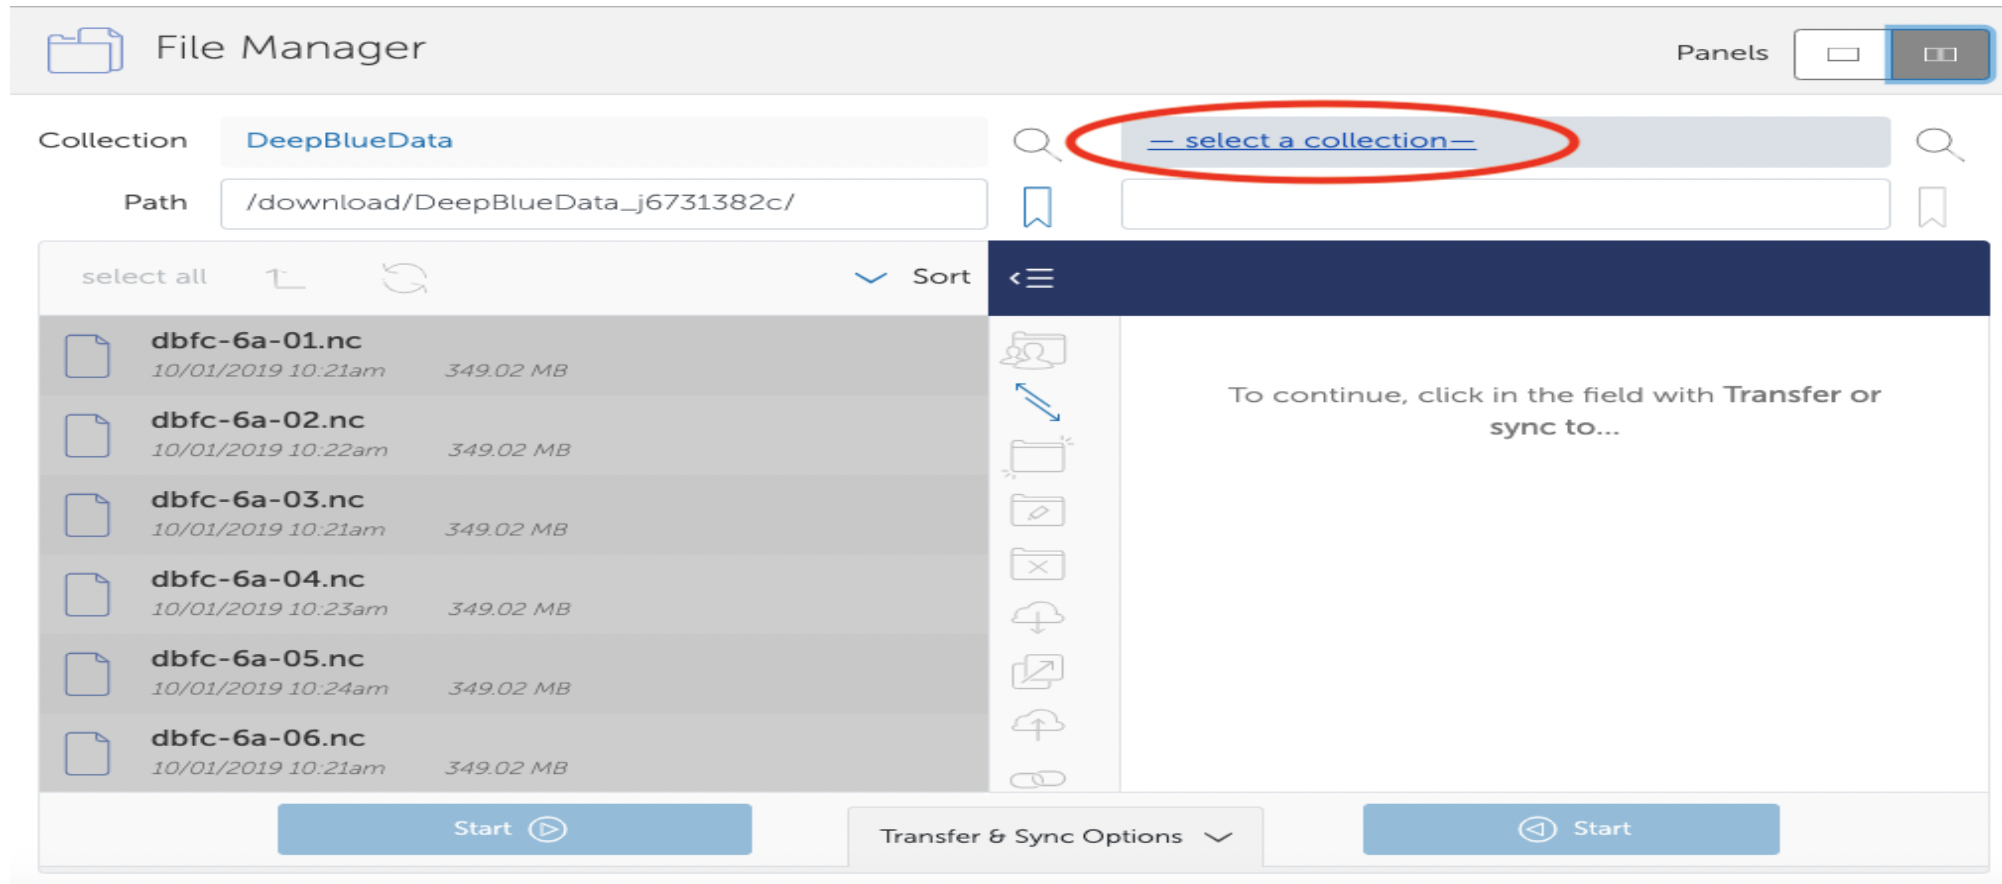 File Manager
Panels
Collection DeepBlueData
— select a collection—
Path /download/DeepBlueData_j6731382c/
select all Sort
dbfc-6a-01.nc
10/01/2019 10:21am 349.02 MB
dbfc-6a-02.nc
10/01/2019 10:22am 349.02 MB
dbfc-6a-03.nc
10/01/2019 10:21am 349.02 MB
dbfc-6a-04.nc
10/01/2019 10:23am 349.02 MB
dbfc-6a-05.nc
10/01/2019 10:24am 349.02 MB
dbfc-6a-06.nc
10/01/2019 10:21am 349.02 MB
To continue, click in the field with Transfer or
sync to...
Start
Transfer & Sync Options
Start